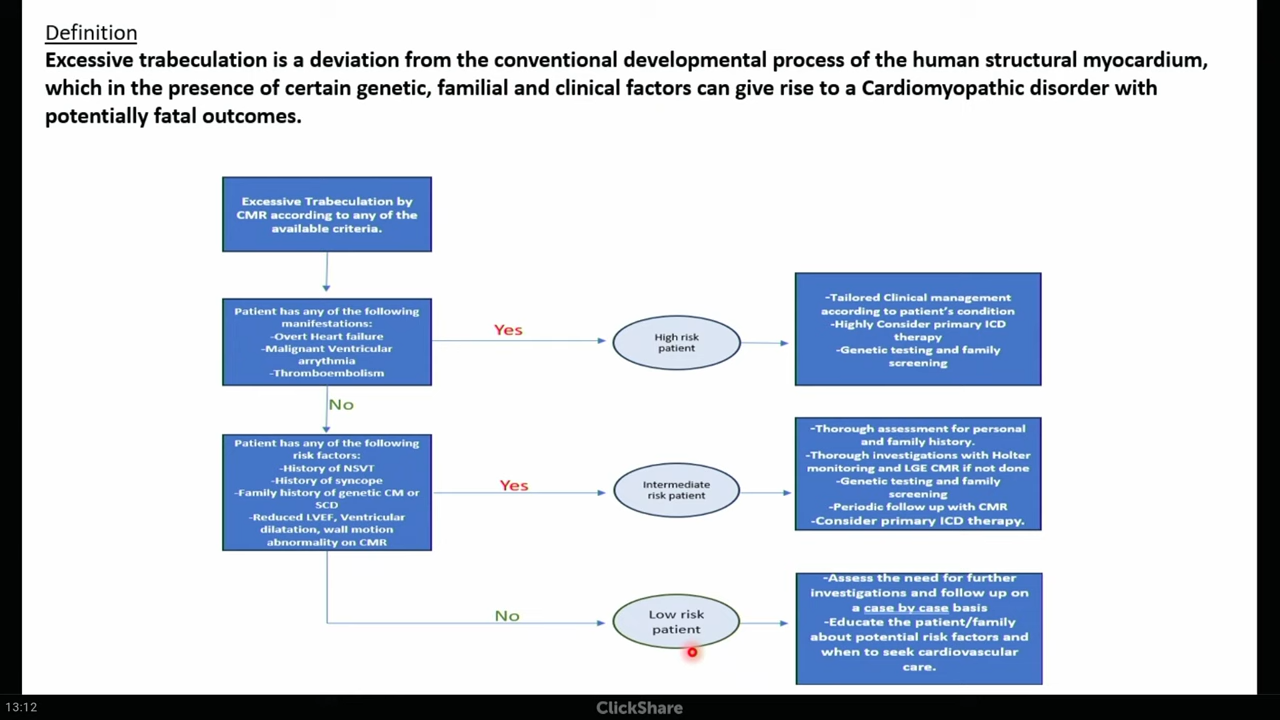 Definition
Excessive trabeculation is a deviation from the conventional developmental process of the human structural myocardium,
which in the presence of certain genetic, familial and clinical factors can give rise to a Cardiomyopathic disorder with
potentially fatal outcomes.
Excessive Trabeculation by
CMR according to any of the
available criteria.
Patient has any of the following
manifestations:
-Overt Heart failure
-Malignant Ventricular
arrythmia
-Thromboembolism
Yes
High risk
patient
-Tailored Clinical management
according to patient's condition
-Highly Consider primary ICD
therapy
-Genetic testing and family
screening
No
Patient has any of the following
risk factors:
-History of NSVT
-History of syncope
-Family history of genetic CM or
SCD
-Reduced LVEF, Ventricular
dilatation, wall motion
abnormality on CMR
Yes
Intermediate
risk patient
-Thorough assessment for personal
and family history.
-Thorough investigations with Holter
monitoring and LGE CMR if not done
-Genetic testing and family
screening
-Periodic follow up with CMR
-Consider primary ICD therapy.
No
Low risk
patient
-Assess the need for further
investigations and follow up on
a case by case basis
-Educate the patient/family
about potential risk factors and
when to seek cardiovascular
care.
13:12
ClickShare